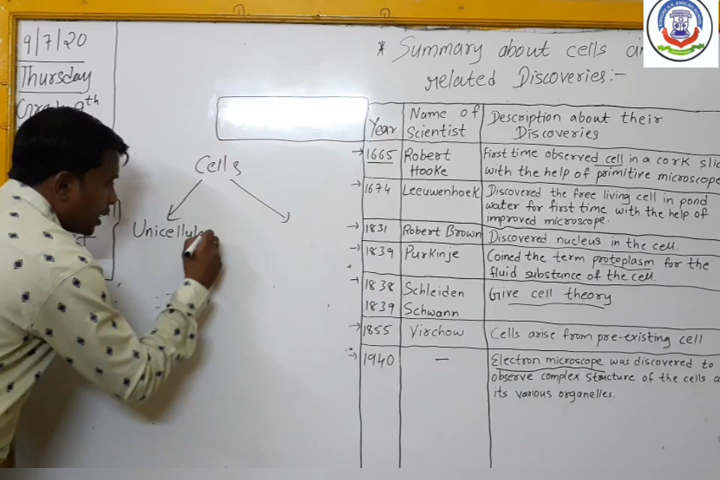 9/7/20
Thursday
* Summary about cells
related Discoveries:-
Cells
Year
Name of
Scientist
Description about their
Discoveries
1665
Robert
Hooke
First time observed cell in a cork
with the help of primitive microscope
1674
Leeuwenhoek
Discovered the free living cell in pond
water for first time with the help of
improved microscope.
1831
Robert Brown
Discovered nucleus in the cell.
1839
Purkinje
Coined the term protoplasm for the
fluid substance of the cell.
1838
1839
Schleiden
Schwann
Give cell theory
1855
Virchow
Cells arise from pre-existing cell
1940
—
Electron microscope was discovered to
observe complex structure of the cells
its various organelles.